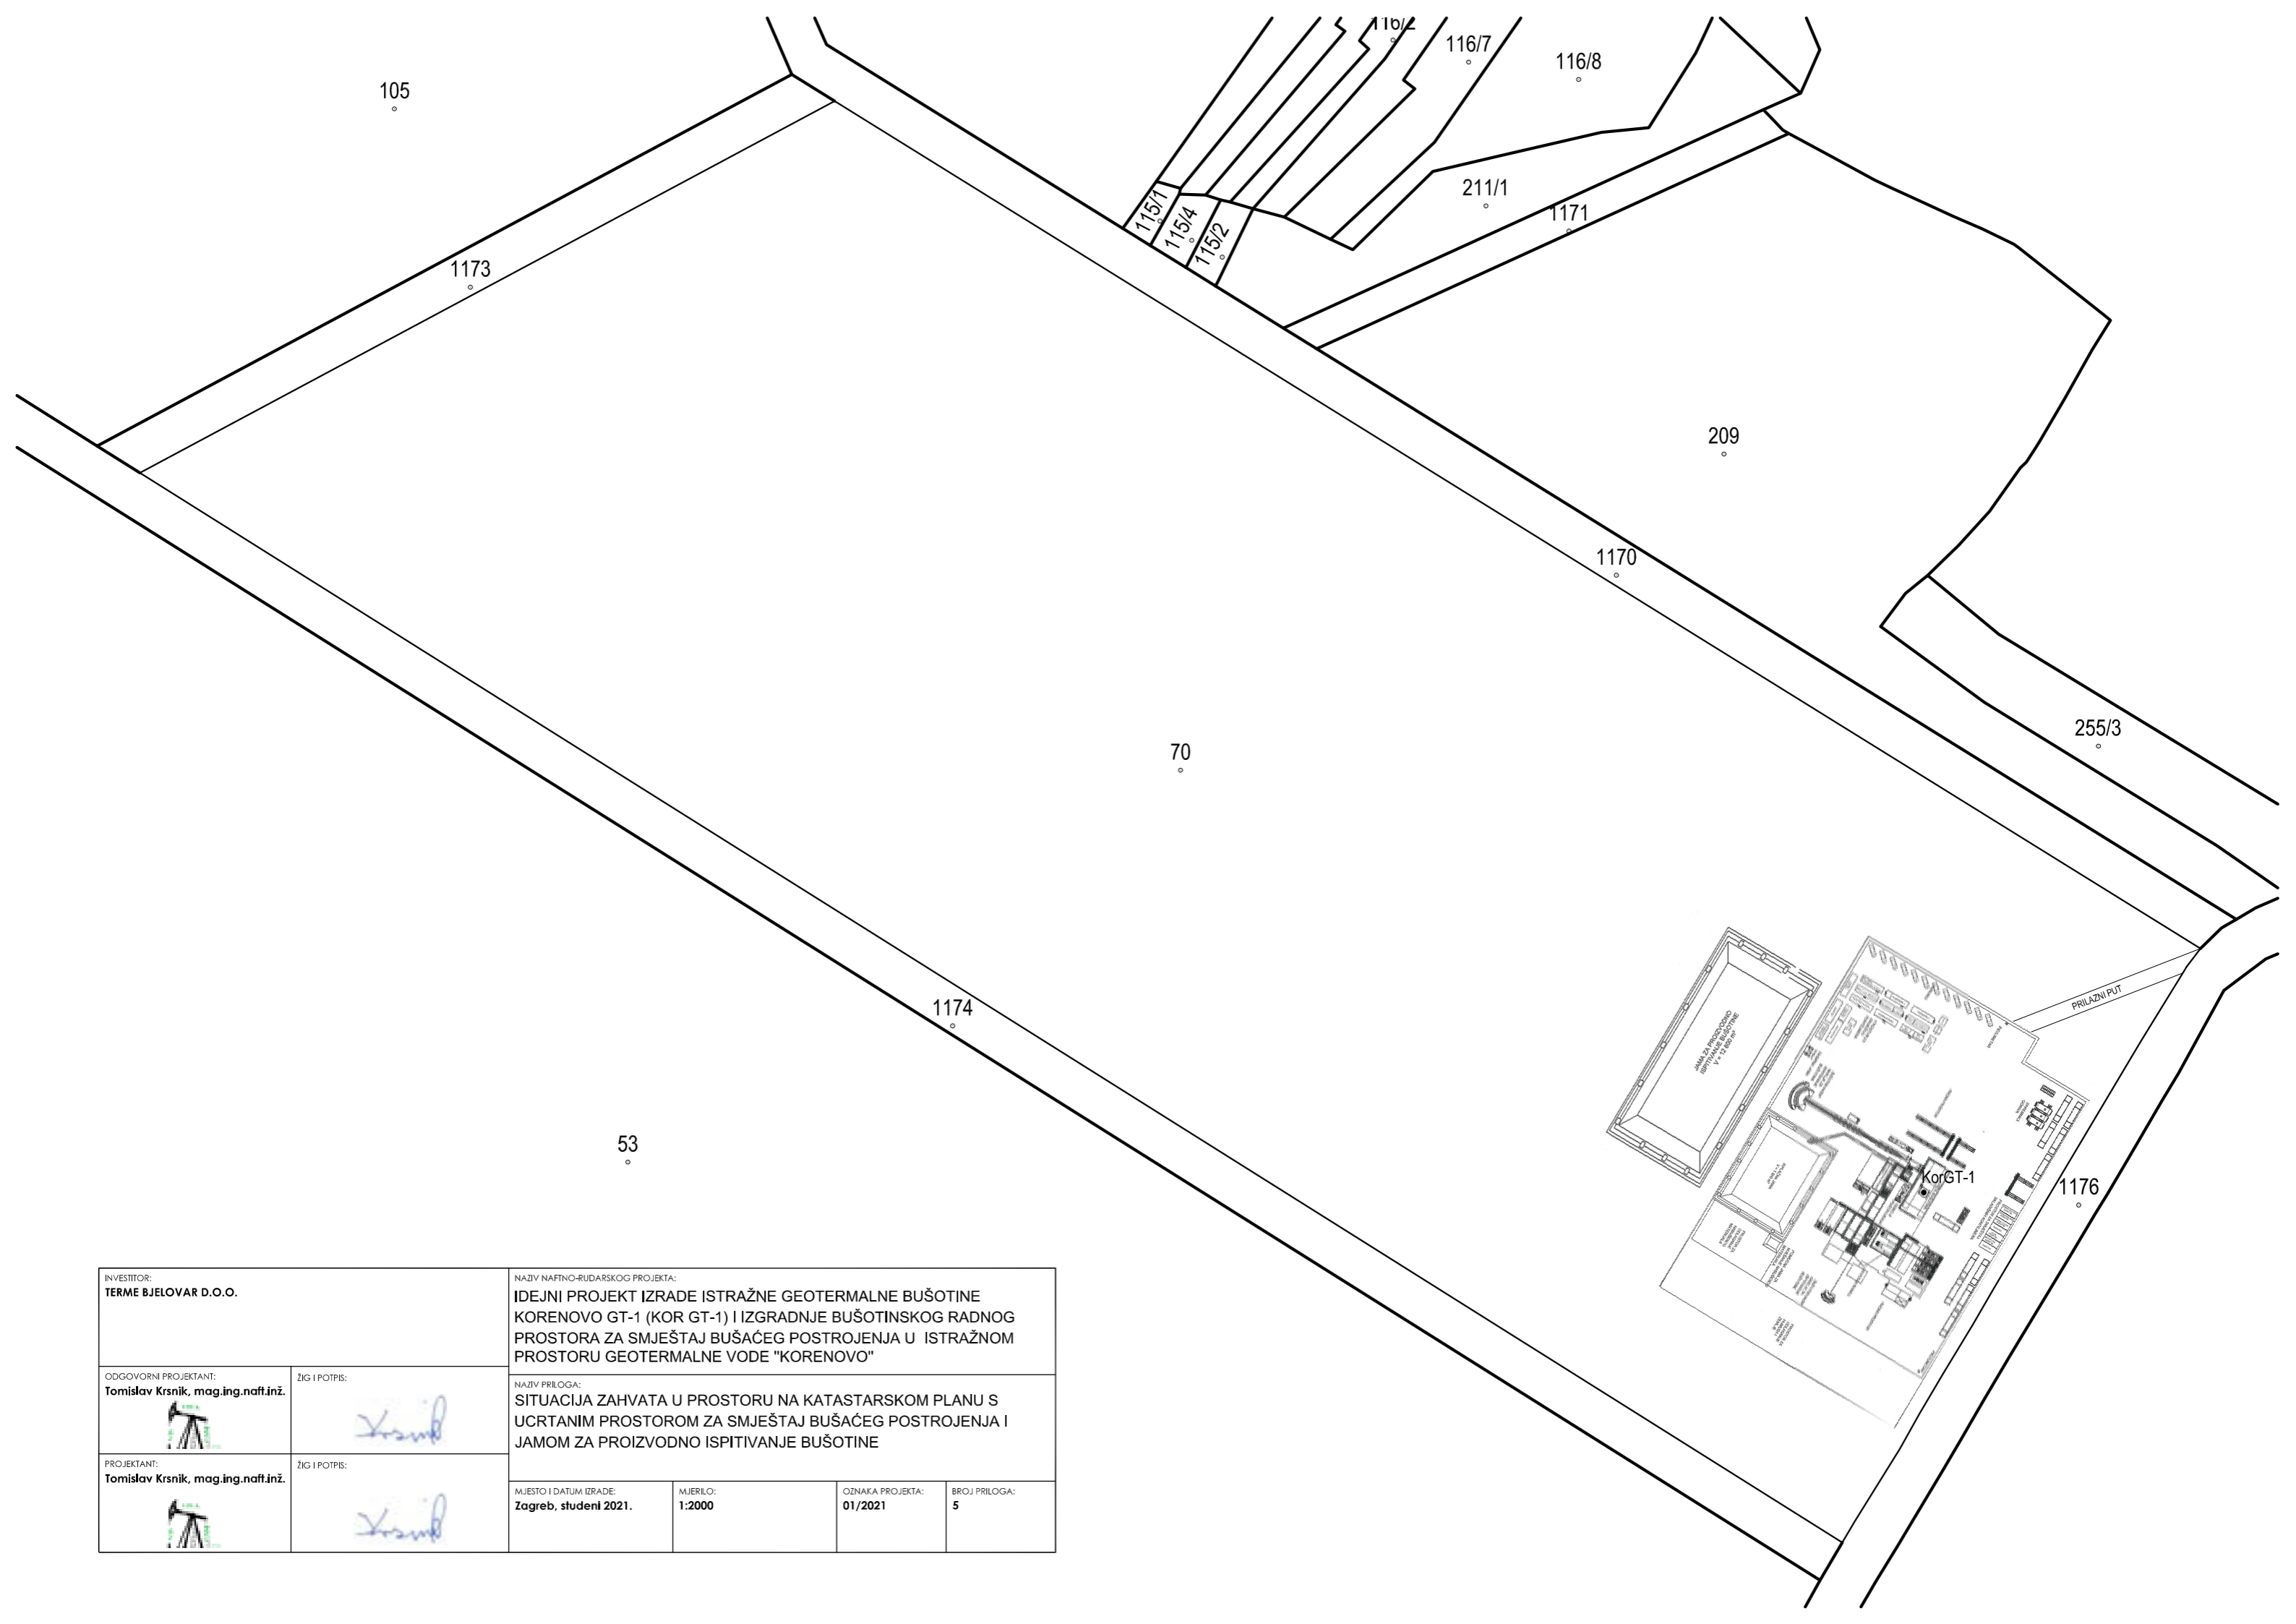 116/2
116/7
116/8
105
211/1
1171
115/1
115/4
115/2
1173
209
1170
255/3
70
1174
53
PRILAZNI PUT
JAMA ZA PROIZVODNO
ISPITIVANJE BUŠOTINE
KorGT-1
1176
INVESTITOR:
TERME BJELOVAR D.O.O.
NAZIV NAFTNO-RUDARSKOG PROJEKTA:
IDEJNI PROJEKT IZRADE ISTRAŽNE GEOTERMALNE BUŠOTINE
KORENOVO GT-1 (KOR GT-1) I IZGRADNJE BUŠOTINSKOG RADNOG
PROSTORA ZA SMJEŠTAJ BUŠAĆEG POSTROJENJA U ISTRAŽNOM
PROSTORU GEOTERMALNE VODE "KORENOVO"
ODGOVORNI PROJEKTANT:
Tomislav Krsnik, mag.ing.naft.inž.
ŽIG I POTPIS:
NAZIV PRILOGA:
SITUACIJA ZAHVATA U PROSTORU NA KATASTARSKOM PLANU S
UCRTANIM PROSTOROM ZA SMJEŠTAJ BUŠAĆEG POSTROJENJA I
JAMOM ZA PROIZVODNO ISPITIVANJE BUŠOTINE
PROJEKTANT:
Tomislav Krsnik, mag.ing.naft.inž.
ŽIG I POTPIS:
MJESTO I DATUM IZRADE:
Zagreb, studeni 2021.
MJERILO:
1:2000
OZNAKA PROJEKTA:
01/2021
BROJ PRILOGA:
5